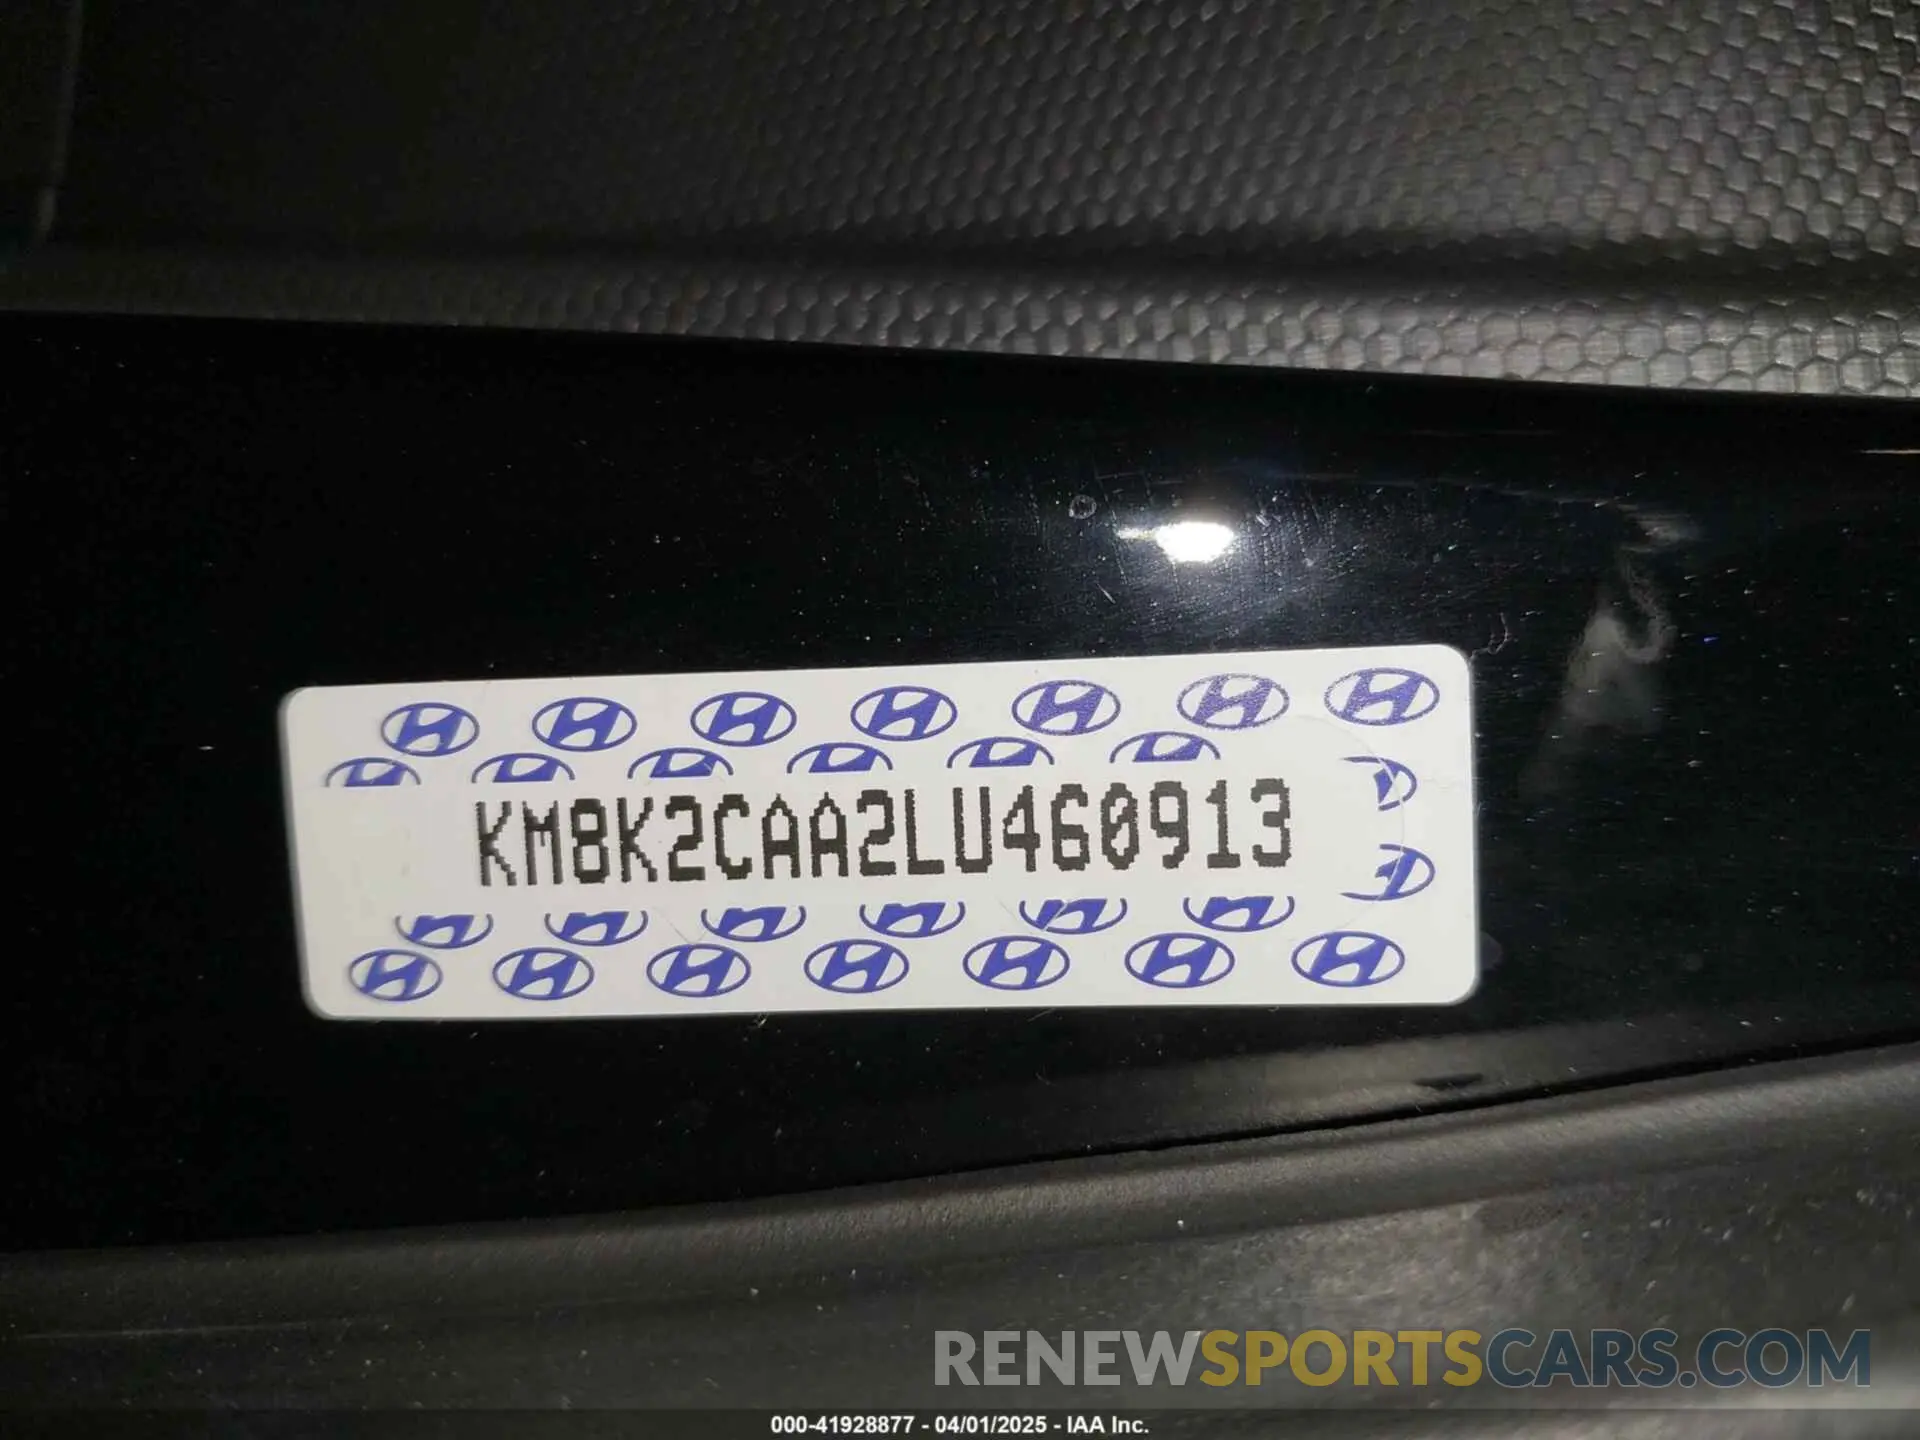 KM8K2CAA2LU460913
RENEWSPORTSCARS.COM
000-41928877 - 04/01/2025 - IAA Inc.